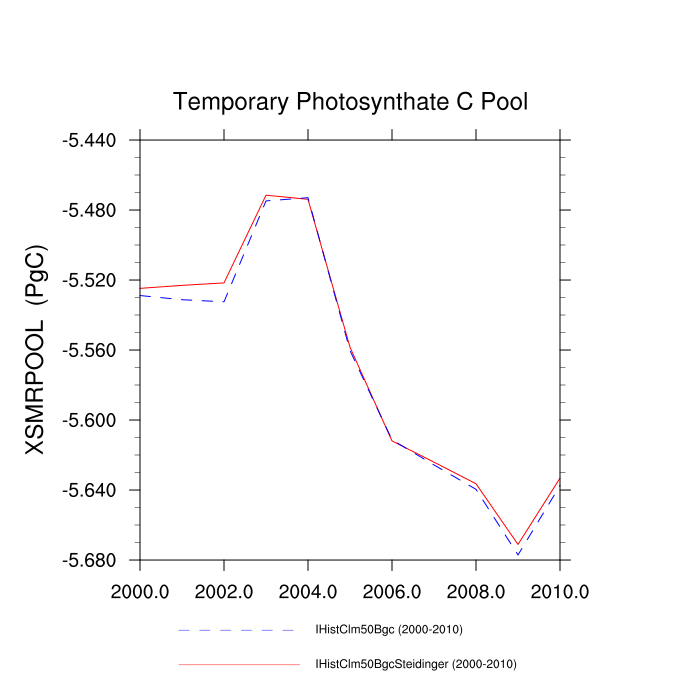 Temporary Photosynthate C Pool
XSMRPOOL (PgC)
-5.440
-5.480
-5.520
-5.560
-5.600
-5.640
-5.680
2000.0 2002.0 2004.0 2006.0 2008.0 2010.0
IHistClm50Bgc (2000-2010)
IHistClm50BgcSteidinger (2000-2010)